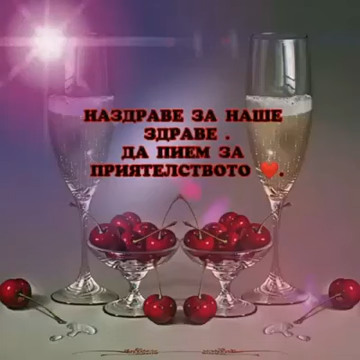 НАЗДРАВЕ ЗА НАШЕ
ЗДРАВЕ .
ДА ПИЕМ ЗА
ПРИЯТЕЛСТВОТО ❤️.